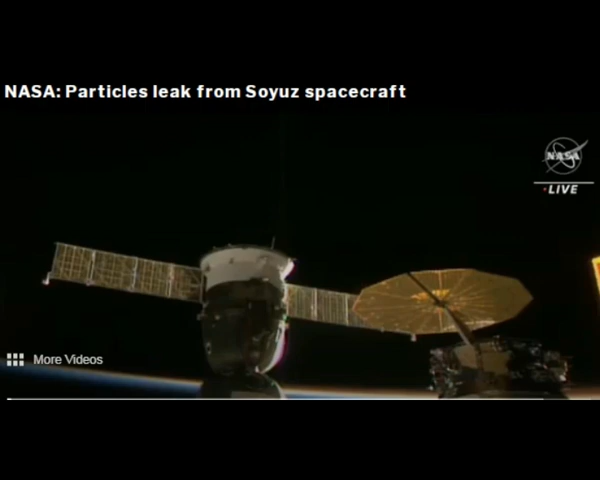 NASA: Particles leak from Soyuz spacecraft
NASA
LIVE
More Videos